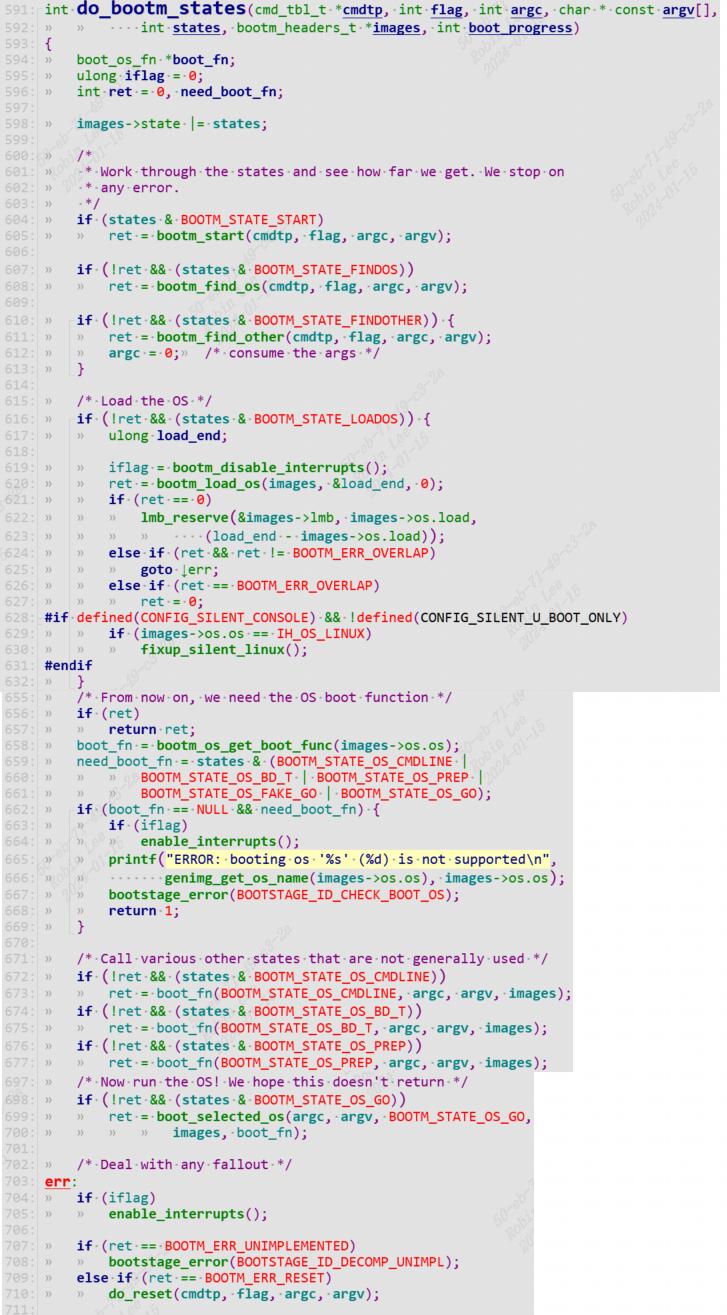 591: int do_bootm_states(cmd_tbl_t *cmdtp, int flag, int argc, char * const argv[],
592: int states, bootm_headers_t *images, int boot_progress)
593: {
594: boot_os_fn *boot_fn;
595: ulong iflag = 0;
596: int ret = 0, need_boot_fn;
597:
598: images->state |= states;
599:
600: /*
601: * Work through the states and see how far we get. We stop on
602: * any error.
603: */
604: if (states & BOOTM_STATE_START)
605: ret = bootm_start(cmdtp, flag, argc, argv);
606:
607: if (!ret && (states & BOOTM_STATE_FINDOS))
608: ret = bootm_find_os(cmdtp, flag, argc, argv);
609:
610: if (!ret && (states & BOOTM_STATE_FINDOTHER)) {
611: ret = bootm_find_other(cmdtp, flag, argc, argv);
612: argc = 0; /* consume the args */
613: }
614:
615: /* Load the OS */
616: if (!ret && (states & BOOTM_STATE_LOADOS)) {
617: ulong load_end;
618:
619: iflag = bootm_disable_interrupts();
620: ret = bootm_load_os(images, &load_end, 0);
621: if (ret == 0)
622: lmb_reserve(&images->lmb, images->os.load,
623: (load_end - images->os.load));
624: else if (ret && ret != BOOTM_ERR_OVERLAP)
625: goto ↓err;
626: else if (ret == BOOTM_ERR_OVERLAP)
627: ret = 0;
628: #if defined(CONFIG_SILENT_CONSOLE) && !defined(CONFIG_SILENT_U_BOOT_ONLY)
629: if (images->os.os == IH_OS_LINUX)
630: fixup_silent_linux();
631: #endif
632: }
655: /* From now on, we need the OS boot function */
656: if (ret)
657: return ret;
658: boot_fn = bootm_os_get_boot_func(images->os.os);
659: need_boot_fn = states & (BOOTM_STATE_OS_CMDLINE |
660: BOOTM_STATE_OS_BD_T | BOOTM_STATE_OS_PREP |
661: BOOTM_STATE_OS_FAKE_GO | BOOTM_STATE_OS_GO);
662: if (boot_fn == NULL && need_boot_fn) {
663: if (iflag)
664: enable_interrupts();
665: printf("ERROR: booting os '%s' (%d) is not supported\n",
666: genimg_get_os_name(images->os.os), images->os.os);
667: bootstage_error(BOOTSTAGE_ID_CHECK_BOOT_OS);
668: return 1;
669: }
670:
671: /* Call various other states that are not generally used */
672: if (!ret && (states & BOOTM_STATE_OS_CMDLINE))
673: ret = boot_fn(BOOTM_STATE_OS_CMDLINE, argc, argv, images);
674: if (!ret && (states & BOOTM_STATE_OS_BD_T))
675: ret = boot_fn(BOOTM_STATE_OS_BD_T, argc, argv, images);
676: if (!ret && (states & BOOTM_STATE_OS_PREP))
677: ret = boot_fn(BOOTM_STATE_OS_PREP, argc, argv, images);
697: /* Now run the OS! We hope this doesn't return */
698: if (!ret && (states & BOOTM_STATE_OS_GO))
699: ret = boot_selected_os(argc, argv, BOOTM_STATE_OS_GO,
700: images, boot_fn);
701:
702: /* Deal with any fallout */
703: err:
704: if (iflag)
705: enable_interrupts();
706:
707: if (ret == BOOTM_ERR_UNIMPLEMENTED)
708: bootstage_error(BOOTSTAGE_ID_DECOMP_UNIMPL);
709: else if (ret == BOOTM_ERR_RESET)
710: do_reset(cmdtp, flag, argc, argv);
711:
50-eb-71-49-c3-2a
Robin Lee
2024-01-15